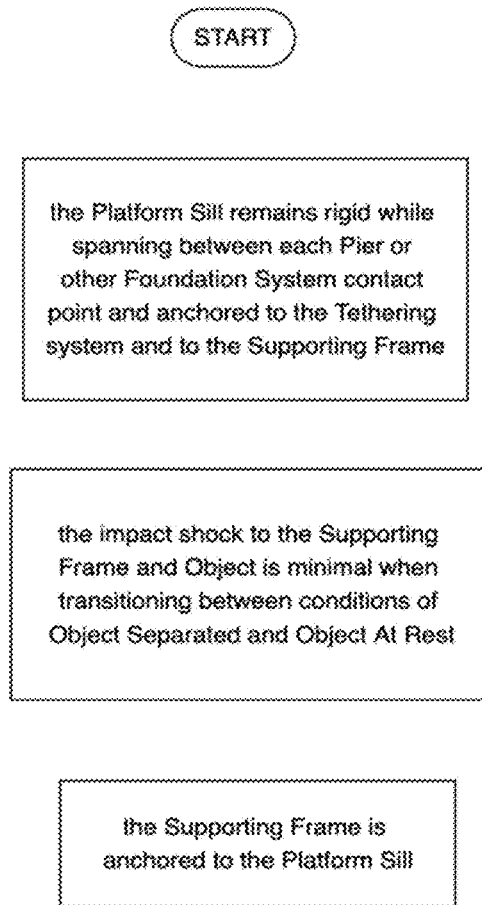 START
the Platform Sill remains rigid while
spanning between each Pier or
other Foundation System contact
point and anchored to the Tethering
system and to the Supporting Frame
the impact shock to the Supporting
Frame and Object is minimal when
transitioning between conditions of
Object Separated and Object At Rest
the Supporting Frame is
anchored to the Platform Sill